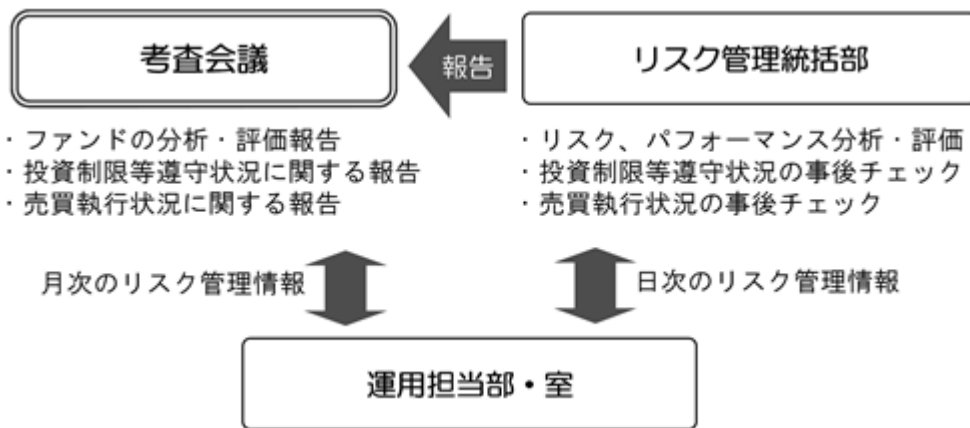 考査会議
報告
リスク管理統括部
・ファンドの分析・評価報告
・投資制限等遵守状況に関する報告
・売買執行状況に関する報告
・リスク、パフォーマンス分析・評価
・投資制限等遵守状況の事後チェック
・売買執行状況の事後チェック
月次のリスク管理情報
日次のリスク管理情報
運用担当部・室